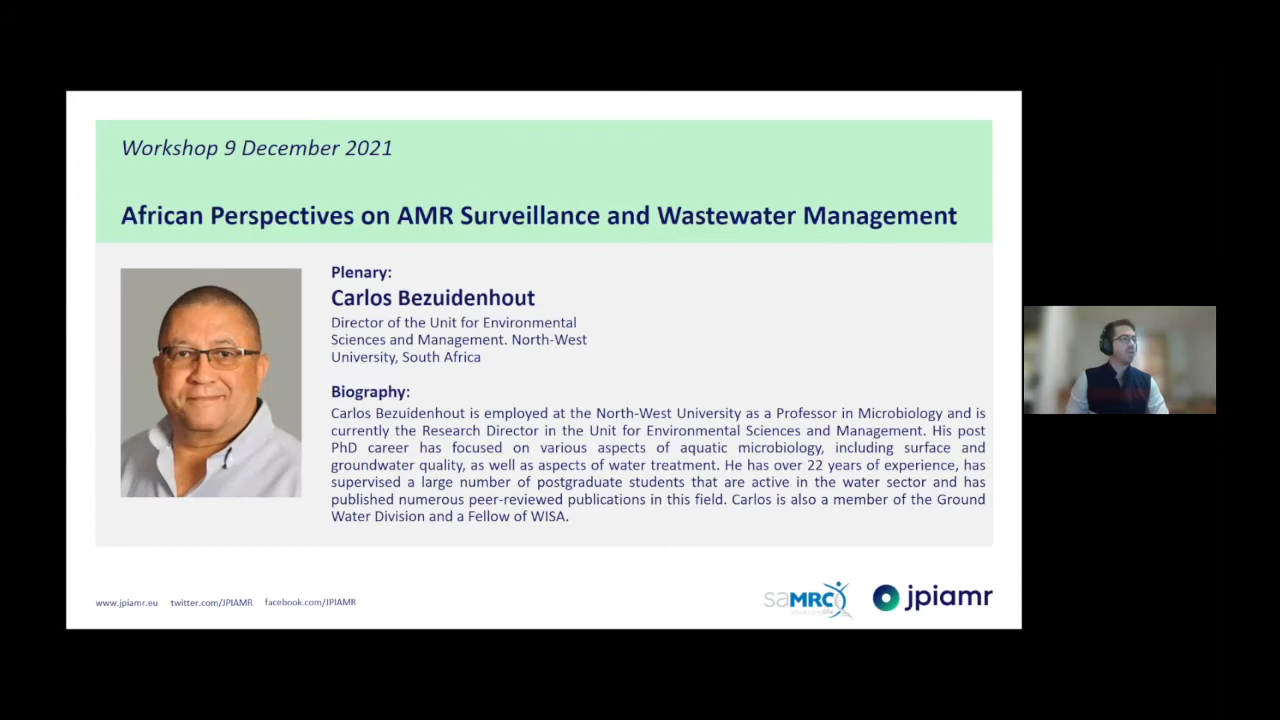 Workshop 9 December 2021
African Perspectives on AMR Surveillance and Wastewater Management
Plenary:
Carlos Bezuidenhout
Director of the Unit for Environmental
Sciences and Management. North-West
University, South Africa
Biography:
Carlos Bezuidenhout is employed at the North-West University as a Professor in Microbiology and is
currently the Research Director in the Unit for Environmental Sciences and Management. His post
PhD career has focused on various aspects of aquatic microbiology, including surface and
groundwater quality, as well as aspects of water treatment. He has over 22 years of experience, has
supervised a large number of postgraduate students that are active in the water sector and has
published numerous peer-reviewed publications in this field. Carlos is also a member of the Ground
Water Division and a Fellow of WISA.
www.jpiamr.eu twitter.com/JPIAMR facebook.com/JPIAMR
saMRC
jpiamr